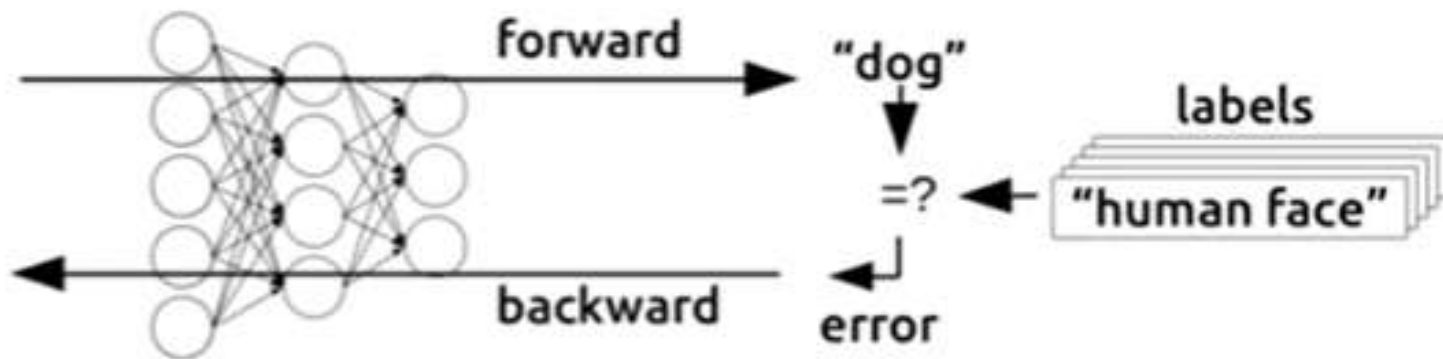 forward
“dog”
labels
=?
“human face”
backward
error